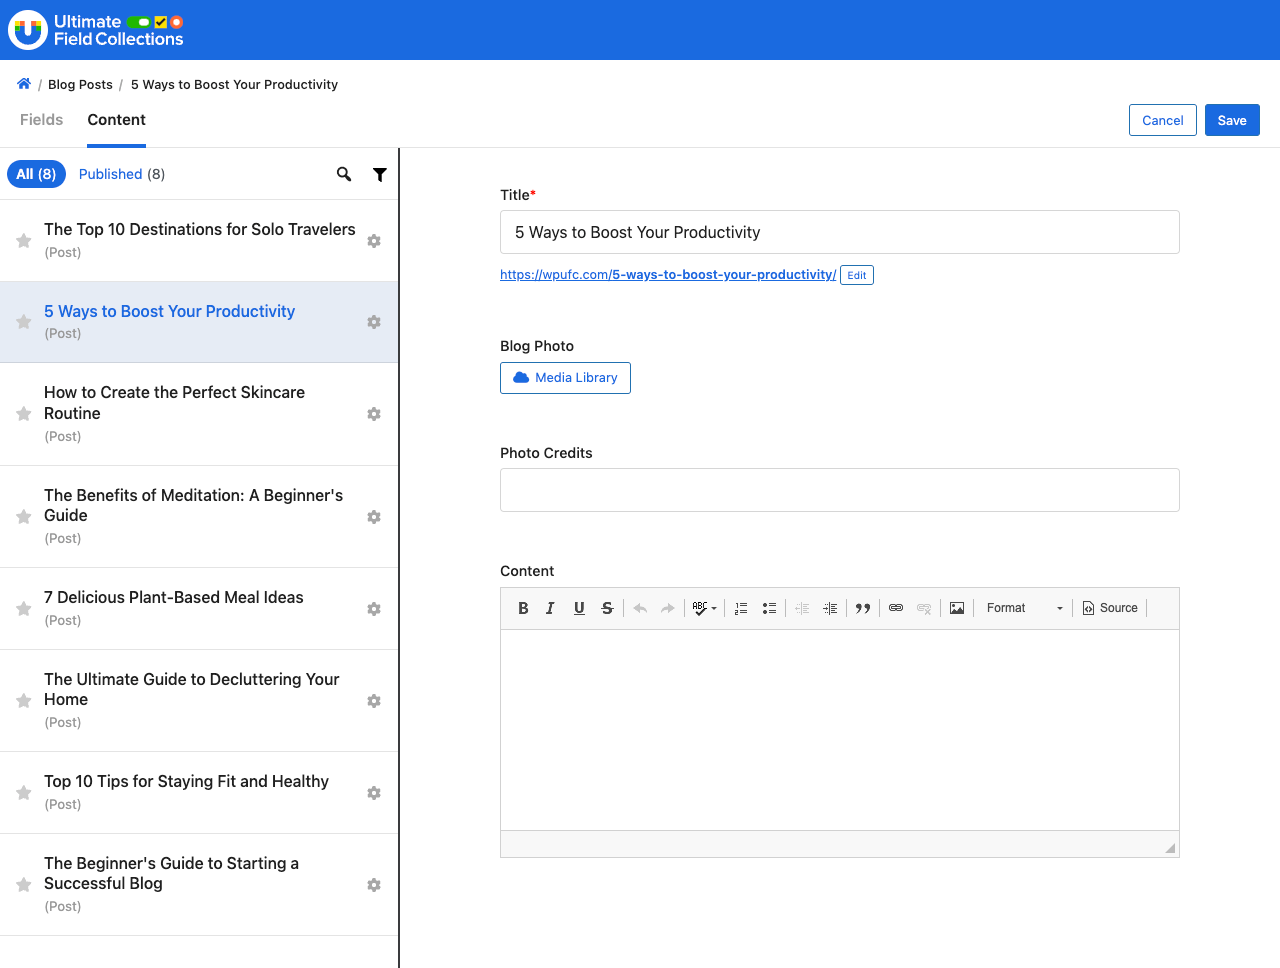 Ultimate
Field Collections
/ Blog Posts / 5 Ways to Boost Your Productivity
Fields Content
Cancel Save
All (8) Published (8)
The Top 10 Destinations for Solo Travelers
(Post)
5 Ways to Boost Your Productivity
(Post)
How to Create the Perfect Skincare
Routine
(Post)
The Benefits of Meditation: A Beginner's
Guide
(Post)
7 Delicious Plant-Based Meal Ideas
(Post)
The Ultimate Guide to Decluttering Your
Home
(Post)
Top 10 Tips for Staying Fit and Healthy
(Post)
The Beginner's Guide to Starting a
Successful Blog
(Post)
Title*
5 Ways to Boost Your Productivity
https://wpufc.com/5-ways-to-boost-your-productivity/ Edit
Blog Photo
Media Library
Photo Credits
Content
B I U S ABC Format Source